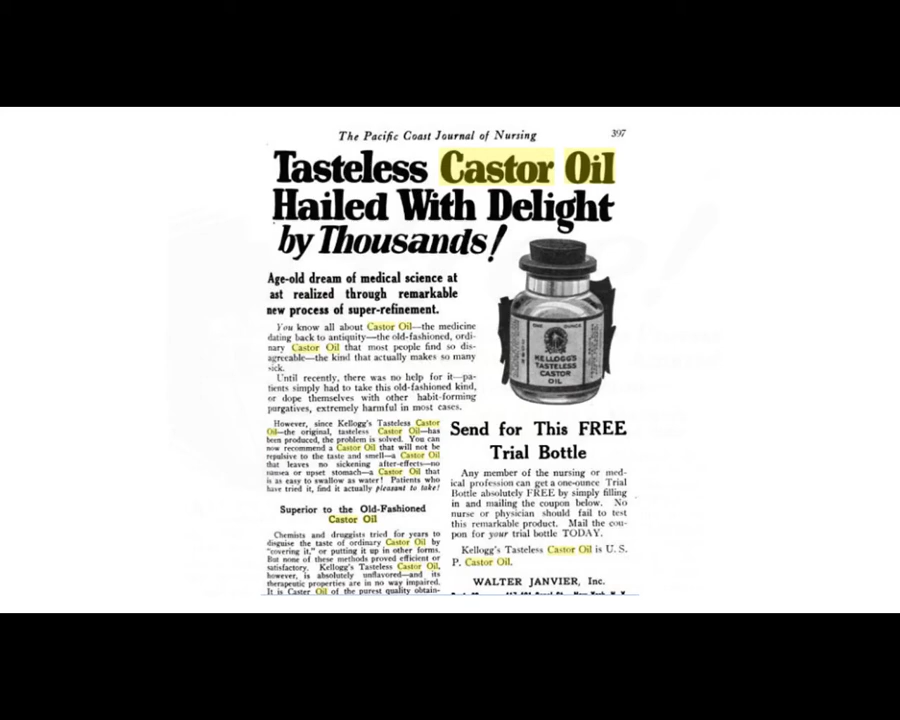 The Pacific Coast Journal of Nursing 397
Tasteless Castor Oil
Hailed With Delight
by Thousands!
Age-old dream of medical science at
ast realized through remarkable
new process of super-refinement.
You know all about Castor Oil—the medicine
dating back to antiquity—the old-fashioned, ordi-
nary Castor Oil that most people find so dis-
agreeable—the kind that actually makes so many
sick.
Until recently, there was no help for it—pa-
tients simply had to take this old-fashioned kind,
or dope themselves with other habit-forming
purgatives, extremely harmful in most cases.
However, since Kellogg's Tasteless Castor
Oil—the original, tasteless Castor Oil—has
been produced, the problem is solved. You can
now recommend a Castor Oil that will not be
repulsive to the taste and smell—a Castor Oil
that leaves no sickening after-effects—no
nausea or upset stomach—a Castor Oil that
is as easy to swallow as water! Patients who
have tried it, find it actually pleasant to take!
Superior to the Old-Fashioned
Castor Oil
Chemists and druggists tried for years to
disguise the taste of ordinary Castor Oil by
"covering it," or putting it up in other forms.
But none of these methods proved efficient or
satisfactory. Kellogg's Tasteless Castor Oil,
however, is absolutely unflavored—and its
therapeutic properties are in no way impaired.
It is Castor Oil of the purest quality obtain-
ONE OUNCE
KELLOGG'S
TASTELESS
CASTOR
OIL
Send for This FREE
Trial Bottle
Any member of the nursing or med-
ical profession can get a one-ounce Trial
Bottle absolutely FREE by simply filling
in and mailing the coupon below. No
nurse or physician should fail to test
this remarkable product. Mail the cou-
pon for your trial bottle TODAY.
Kellogg's Tasteless Castor Oil is U. S.
P. Castor Oil.
WALTER JANVIER, Inc.